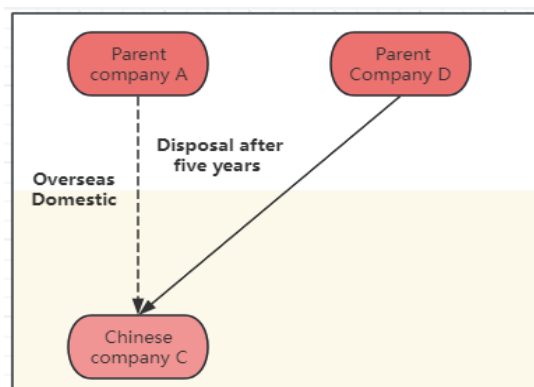 Parent
company A
Parent
Company D
Disposal after
five years
Overseas
Domestic
Chinese
company C